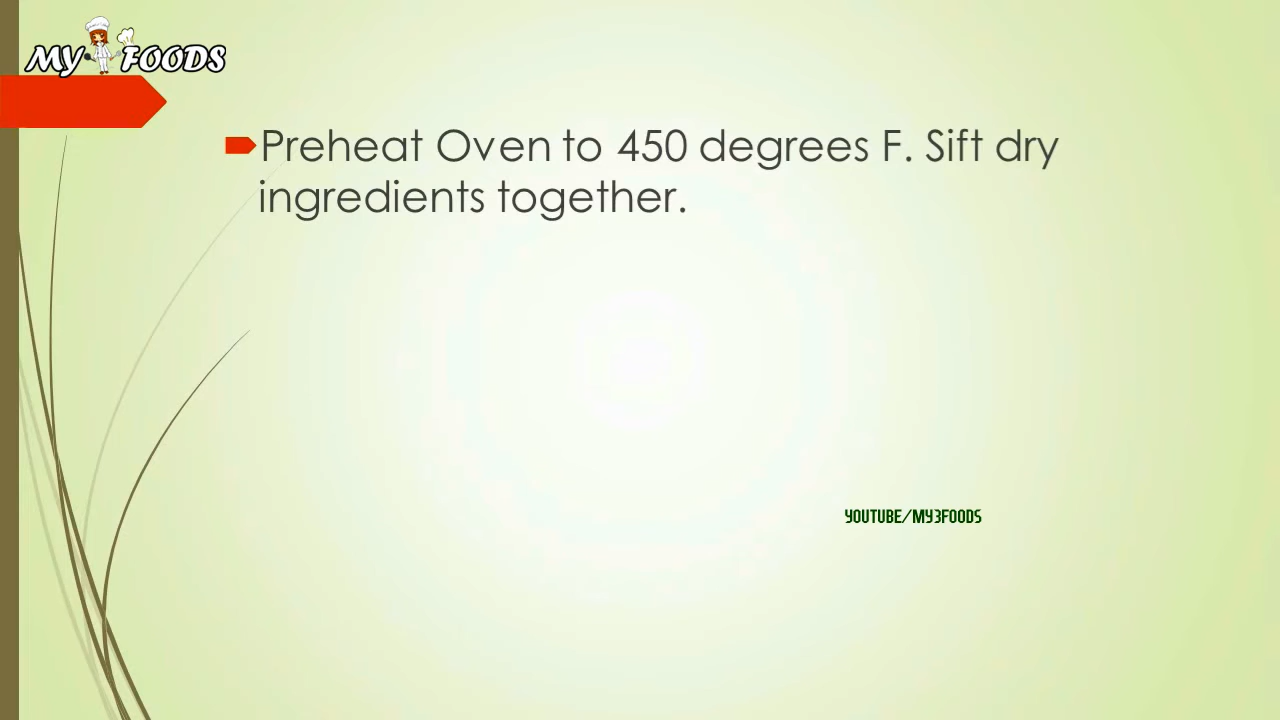 MY FOODS
Preheat Oven to 450 degrees F. Sift dry
ingredients together.
YOUTUBE/MY3FOODS